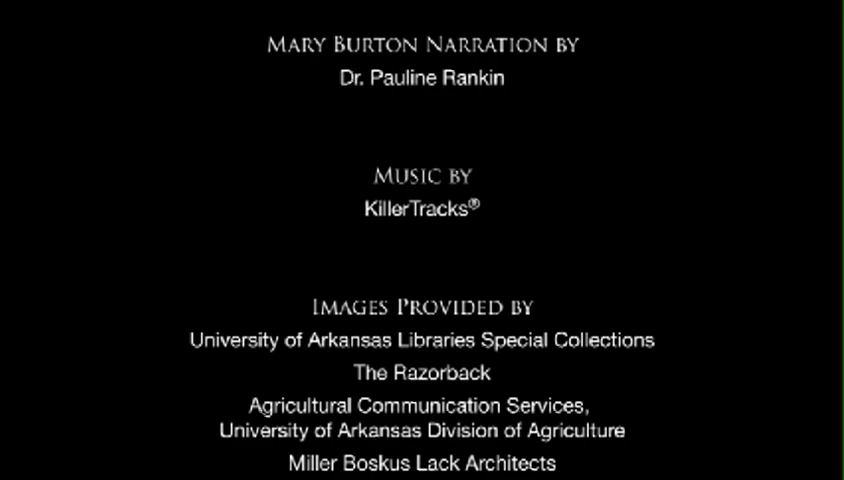 Mary Burton Narration by
Dr. Pauline Rankin
Music by
KillerTracks®
Images Provided by
University of Arkansas Libraries Special Collections
The Razorback
Agricultural Communication Services,
University of Arkansas Division of Agriculture
Miller Boskus Lack Architects